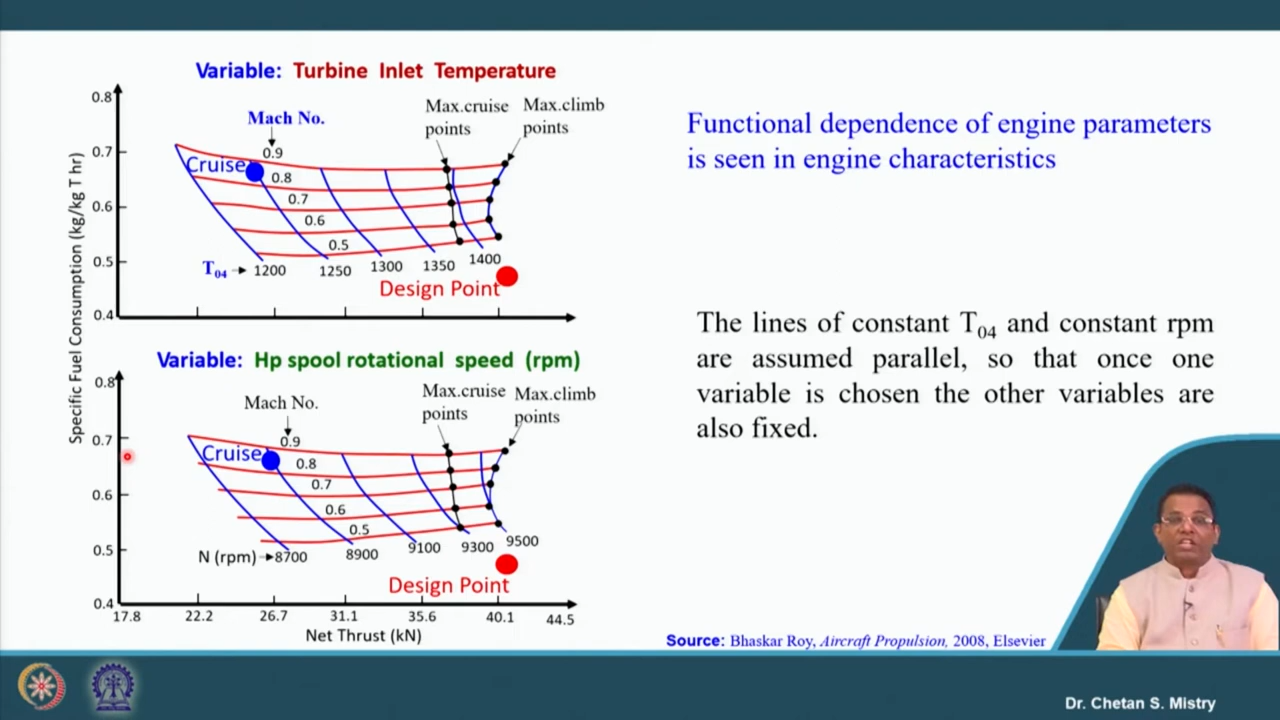 Variable: Turbine Inlet Temperature
Specific Fuel Consumption (kg/kg T hr)
0.8
0.7
0.6
0.5
0.4
Mach No.
Max.cruise
points
Max.climb
points
Cruise
0.9
0.8
0.7
0.6
0.5
T04
1200
1250
1300
1350
1400
Design Point
Variable: Hp spool rotational speed (rpm)
0.8
0.7
0.6
0.5
0.4
Mach No.
Max.cruise
points
Max.climb
points
Cruise
0.9
0.8
0.7
0.6
0.5
N (rpm)
8700
8900
9100
9300
9500
Design Point
17.8 22.2 26.7 31.1 35.6 40.1 44.5
Net Thrust (kN)
Functional dependence of engine parameters
is seen in engine characteristics
The lines of constant T04 and constant rpm
are assumed parallel, so that once one
variable is chosen the other variables are
also fixed.
Source: Bhaskar Roy, Aircraft Propulsion, 2008, Elsevier
Dr. Chetan S. Mistry